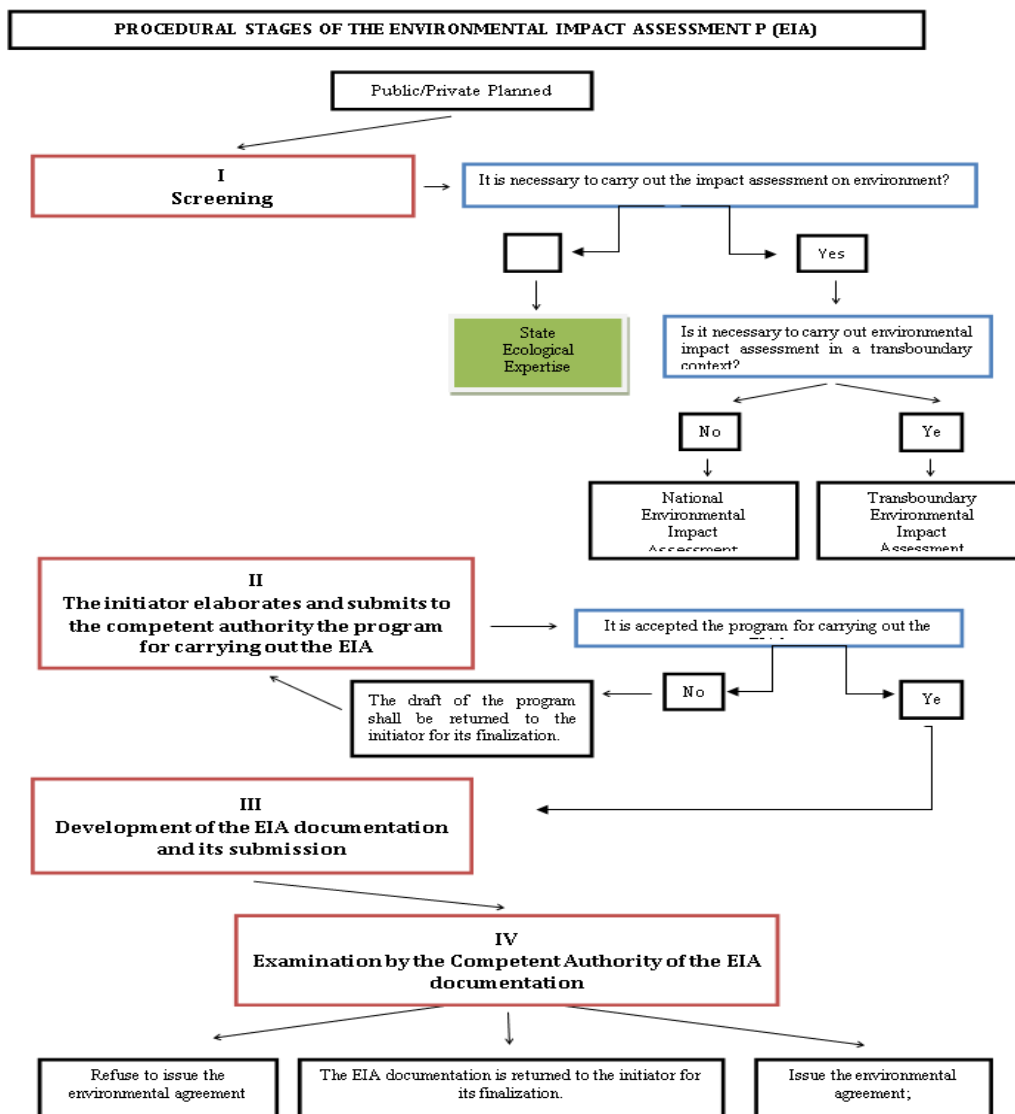 PROCEDURAL STAGES OF THE ENVIRONMENTAL IMPACT ASSESSMENT P (EIA)
Public/Private Planned
I
Screening
It is necessary to carry out the impact assessment on environment?
Yes
State
Ecological
Expertise
Is it necessary to carry out environmental
impact assessment in a transboundary
context?
No
Ye
National
Environmental
Impact
Assessment
Transboundary
Environmental
Impact
Assessment
II
The initiator elaborates and submits to
the competent authority the program
for carrying out the EIA
It is accepted the program for carrying out the
No
Ye
The draft of the program
shall be returned to the
initiator for its finalization.
III
Development of the EIA documentation
and its submission
IV
Examination by the Competent Authority of the EIA
documentation
Refuse to issue the
environmental agreement
The EIA documentation is returned to the initiator for
its finalization.
Issue the environmental
agreement;